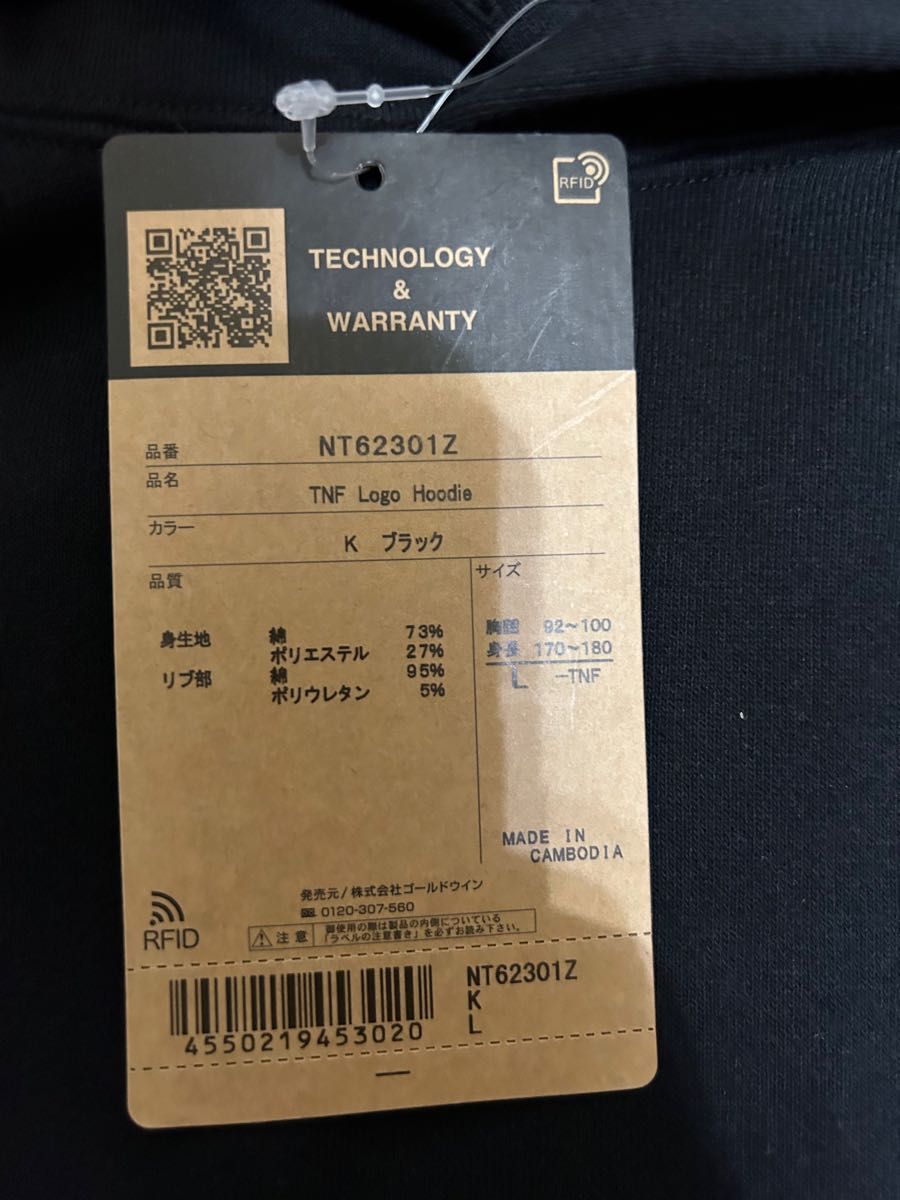 RFID
TECHNOLOGY
&
WARRANTY
品番 NT62301Z
品名
TNF Logo Hoodie
カラー
K ブラック
品質
身生地 綿 73%
ポリエステル 27%
リブ部 綿 95%
ポリウレタン 5%
サイズ
胸囲 92~100
身長 170~180
L -TNF
MADE IN
CAMBODIA
発売元/株式会社ゴールドウイン
0120-307-560
RFID
注意
御使用の際は製品の内側についている
「ラベルの注意書き」を必ずお読み下さい。
4550219453020
NT62301Z
K
L